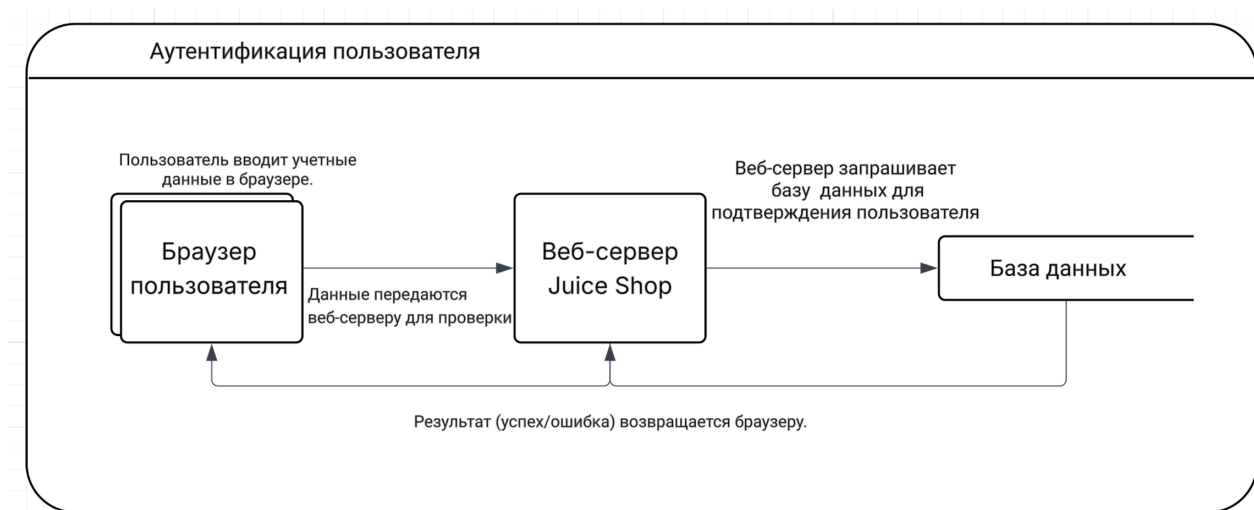 Аутентификация пользователя
Пользователь вводит учетные
данные в браузере.
Браузер
пользователя
Данные передаются
веб-серверу для проверки
Веб-сервер
Juice Shop
Веб-сервер запрашивает
базу данных для
подтверждения пользователя
База данных
Результат (успех/ошибка) возвращается браузеру.